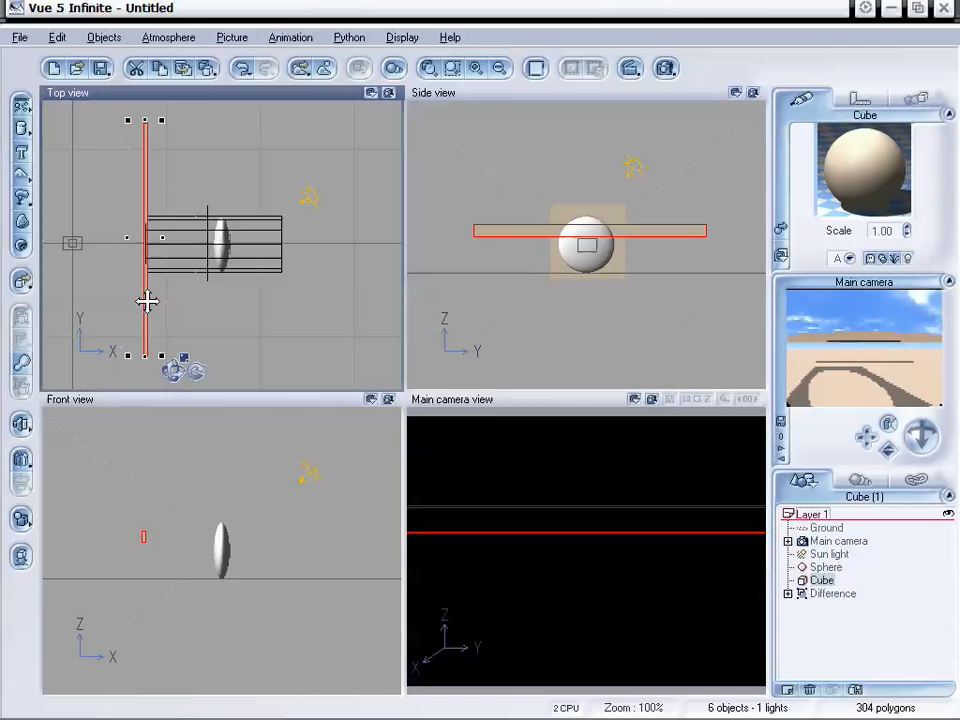 Vue 5 Infinite - Untitled
File Edit Objects Atmosphere Picture Animation Python Display Help
Top view
Side view
Cube
Scale 1.00
A
Main camera
Y
X
Z
Y
Front view
Main camera view
Cube (1)
Layer 1
Ground
Main camera
Sun light
Sphere
Cube
Difference
Z
X
Z
Y
X
2 CPU Zoom : 100% 6 objects - 1 lights 304 polygons